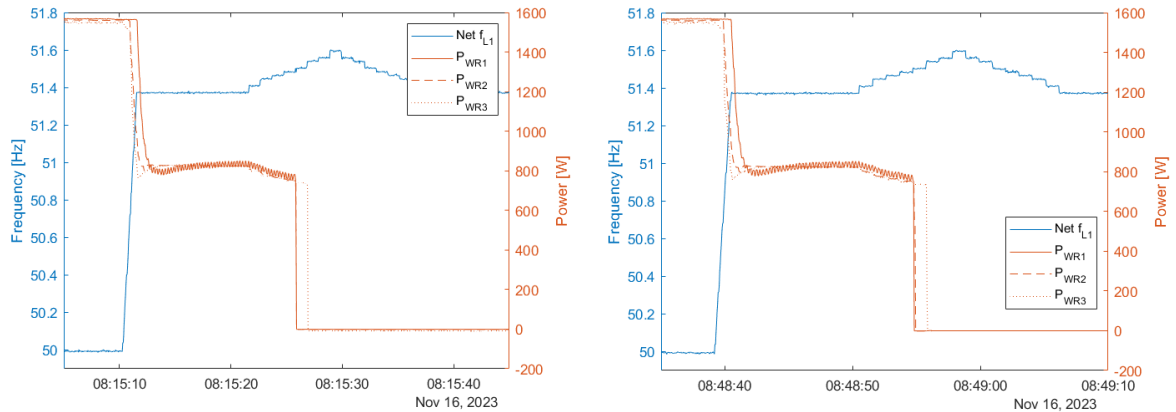 51.8
51.6
51.4
51.2
51
50.8
50.6
50.4
50.2
50
Frequency [Hz]
1600
1400
1200
1000
800
600
400
200
0
-200
Power [W]
Net f_L1
P_WR1
P_WR2
P_WR3
08:15:10 08:15:20 08:15:30 08:15:40
Nov 16, 2023
51.8
51.6
51.4
51.2
51
50.8
50.6
50.4
50.2
50
Frequency [Hz]
1600
1400
1200
1000
800
600
400
200
0
-200
Power [W]
Net f_L1
P_WR1
P_WR2
P_WR3
08:48:40 08:48:50 08:49:00 08:49:10
Nov 16, 2023